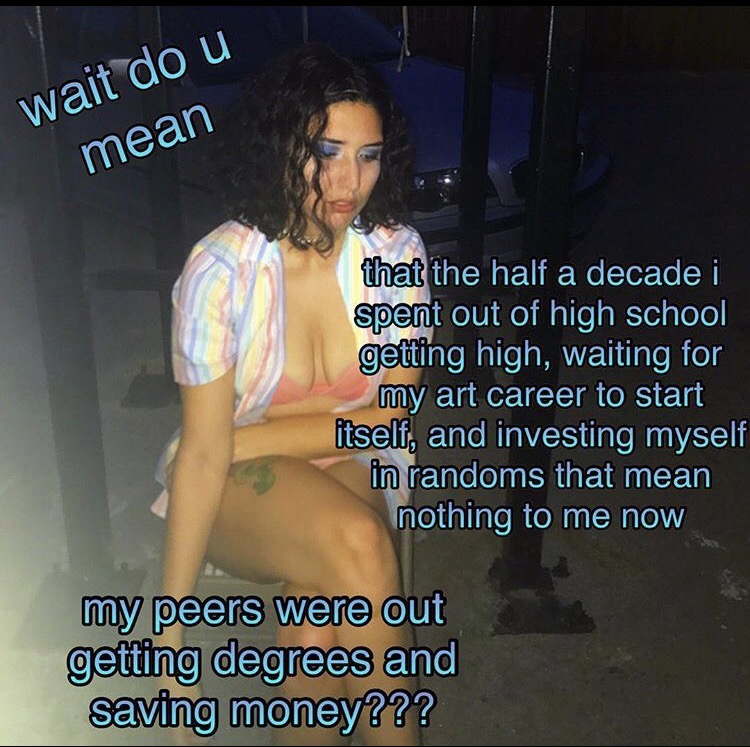 wait do u
mean
that the half a decade i
spent out of high school
getting high, waiting for
my art career to start
itself, and investing myself
in randoms that mean
nothing to me now
my peers were out
getting degrees and
saving money???